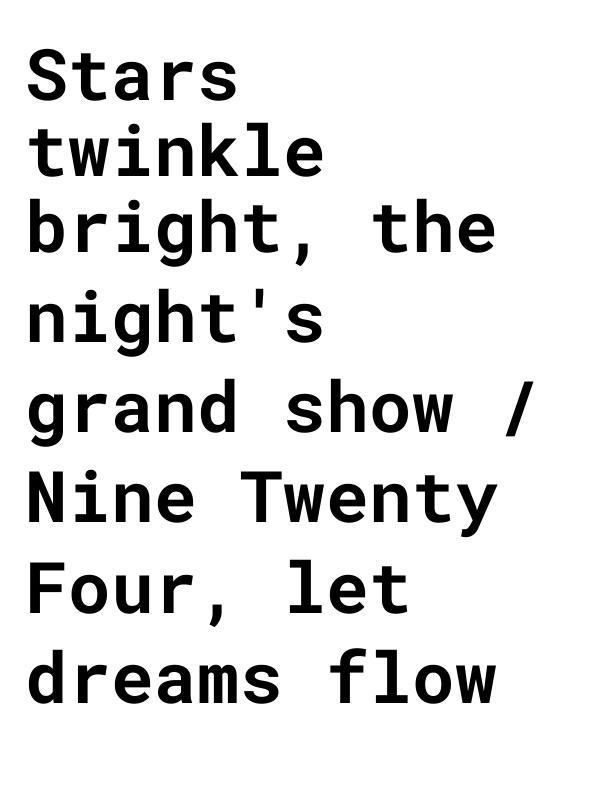 Stars
twinkle
bright, the
night's
grand show /
Nine Twenty
Four, let
dreams flow